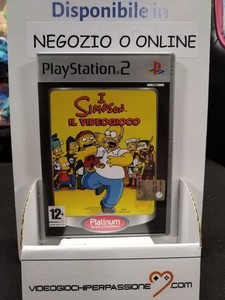 Disponibile in
NEGOZIO O ONLINE
PlayStation®2
I
SIMPSON
IL VIDEOGIOCO
12+
Platinum
VIDEOGIOCHIPERPASSIONE .com